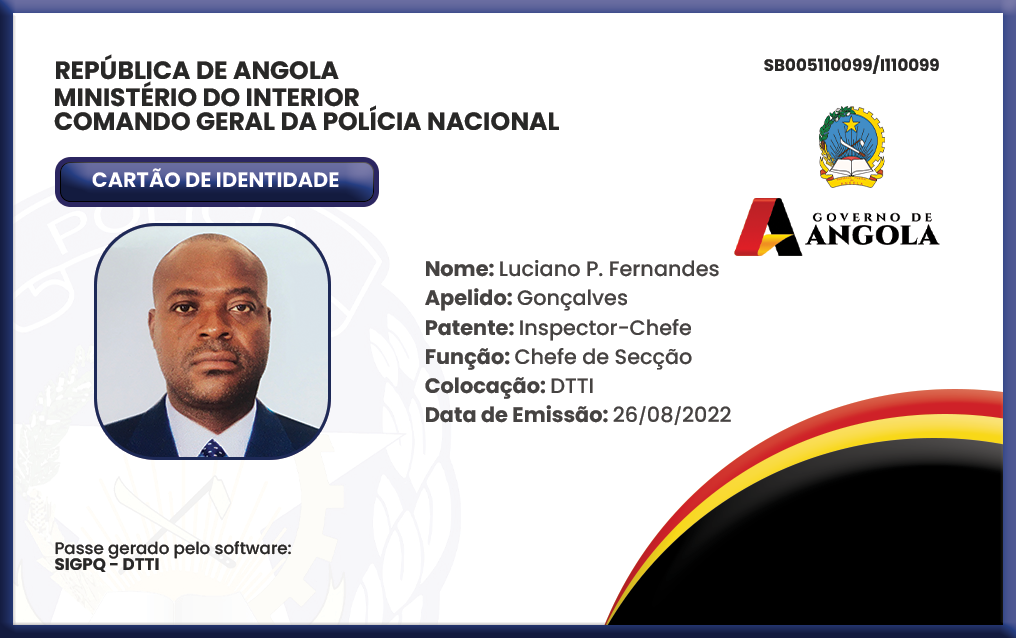 REPÚBLICA DE ANGOLA
MINISTÉRIO DO INTERIOR
COMANDO GERAL DA POLÍCIA NACIONAL
SB005110099/I110099
CARTÃO DE IDENTIDADE
GOVERNO DE
ANGOLA
Nome: Luciano P. Fernandes
Apelido: Gonçalves
Patente: Inspector-Chefe
Função: Chefe de Secção
Colocação: DTTI
Data de Emissão: 26/08/2022
Passe gerado pelo software:
SIGPQ - DTTI